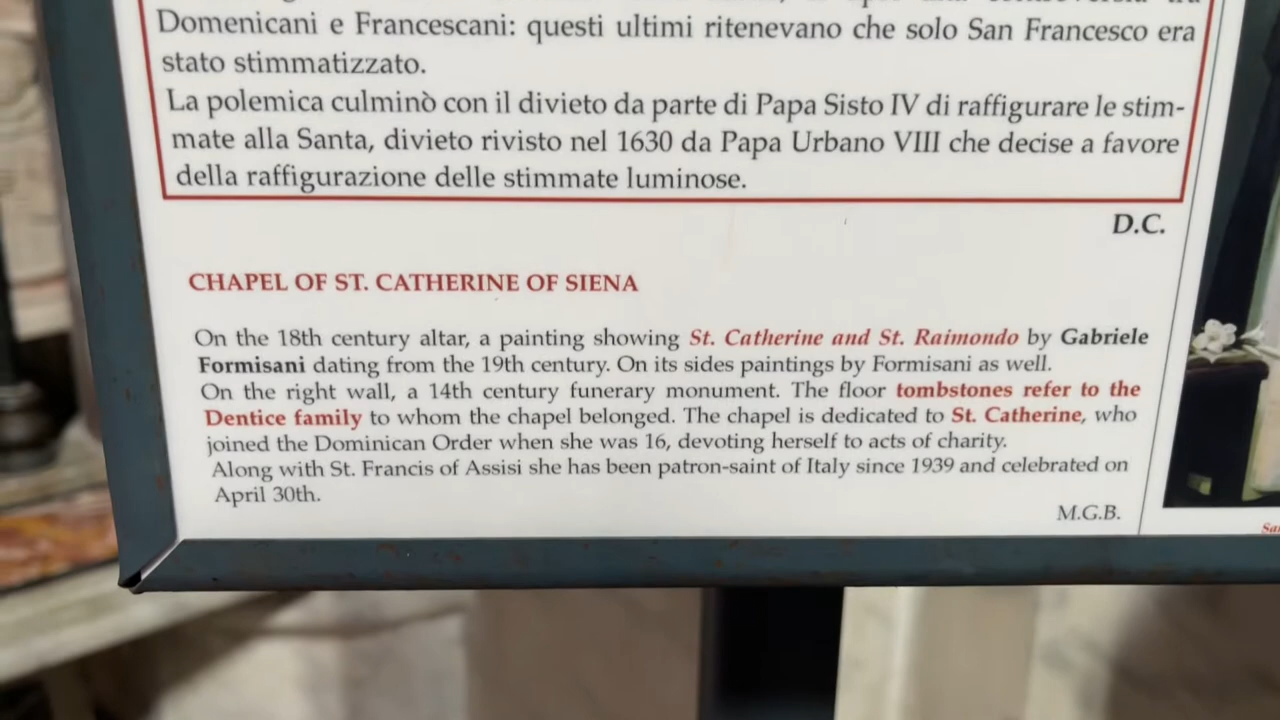 Domenicani e Francescani: questi ultimi ritenevano che solo San Francesco era
stato stimmatizzato.
La polemica culminò con il divieto da parte di Papa Sisto IV di raffigurare le stim-
mate alla Santa, divieto rivisto nel 1630 da Papa Urbano VIII che decise a favore
della raffigurazione delle stimmate luminose.
D.C.
CHAPEL OF ST. CATHERINE OF SIENA
On the 18th century altar, a painting showing St. Catherine and St. Raimondo by Gabriele
Formisani dating from the 19th century. On its sides paintings by Formisani as well.
On the right wall, a 14th century funerary monument. The floor tombstones refer to the
Dentice family to whom the chapel belonged. The chapel is dedicated to St. Catherine, who
joined the Dominican Order when she was 16, devoting herself to acts of charity.
Along with St. Francis of Assisi she has been patron-saint of Italy since 1939 and celebrated on
April 30th.
M.G.B.